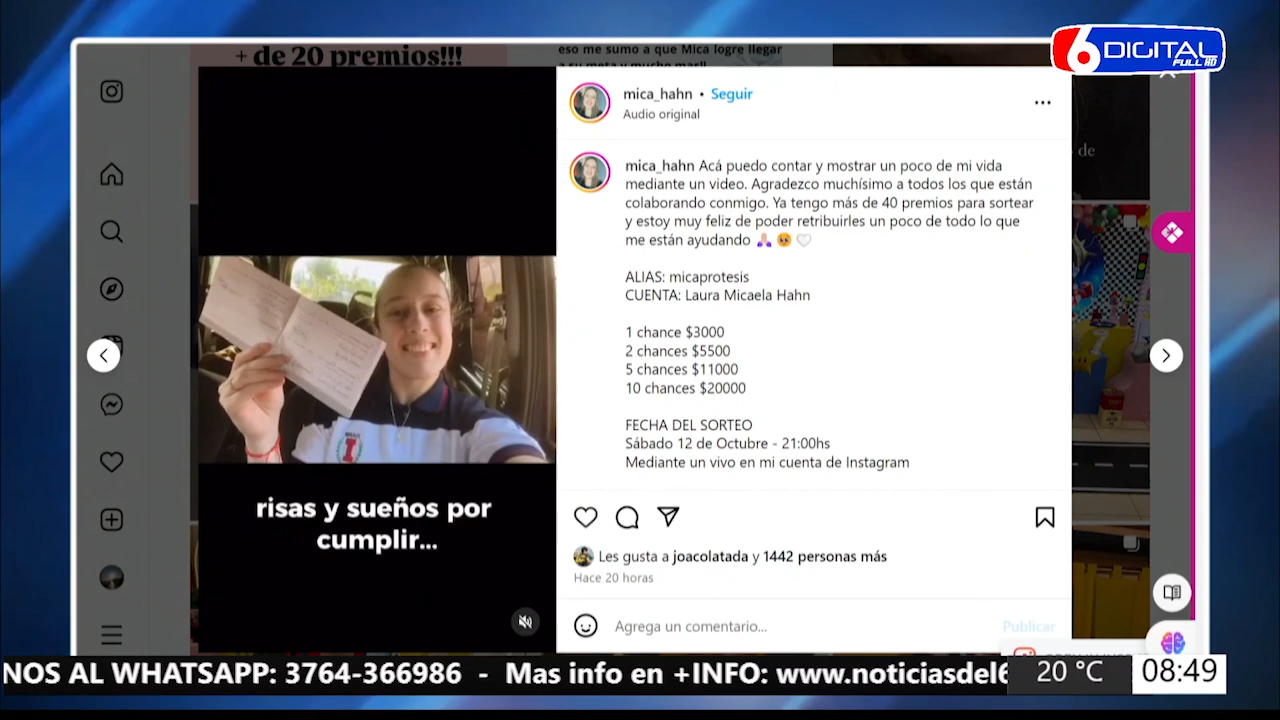 + de 20 premios!!!
eso me sumo a que Mica logre llegar
a su meta y mucho mas!!
6 DIGITAL
FULL HD
mica_hahn • Seguir
Audio original
de
mica_hahn Acá puedo contar y mostrar un poco de mi vida
mediante un video. Agradezco muchísimo a todos los que están
colaborando conmigo. Ya tengo más de 40 premios para sortear
y estoy muy feliz de poder retribuirles un poco de todo lo que
me están ayudando 🙏🏻 🥹 🤍
ALIAS: micaprotesis
CUENTA: Laura Micaela Hahn
1 chance $3000
2 chances $5500
5 chances $11000
10 chances $20000
FECHA DEL SORTEO
Sábado 12 de Octubre - 21:00hs
Mediante un vivo en mi cuenta de Instagram
risas y sueños por
cumplir...
Les gusta a joacolatada y 1442 personas más
Hace 20 horas
Agrega un comentario...
Publicar
NOS AL WHATSAPP: 3764-366986 - Mas info en +INFO: www.noticiasdel6
20 °C
08:49